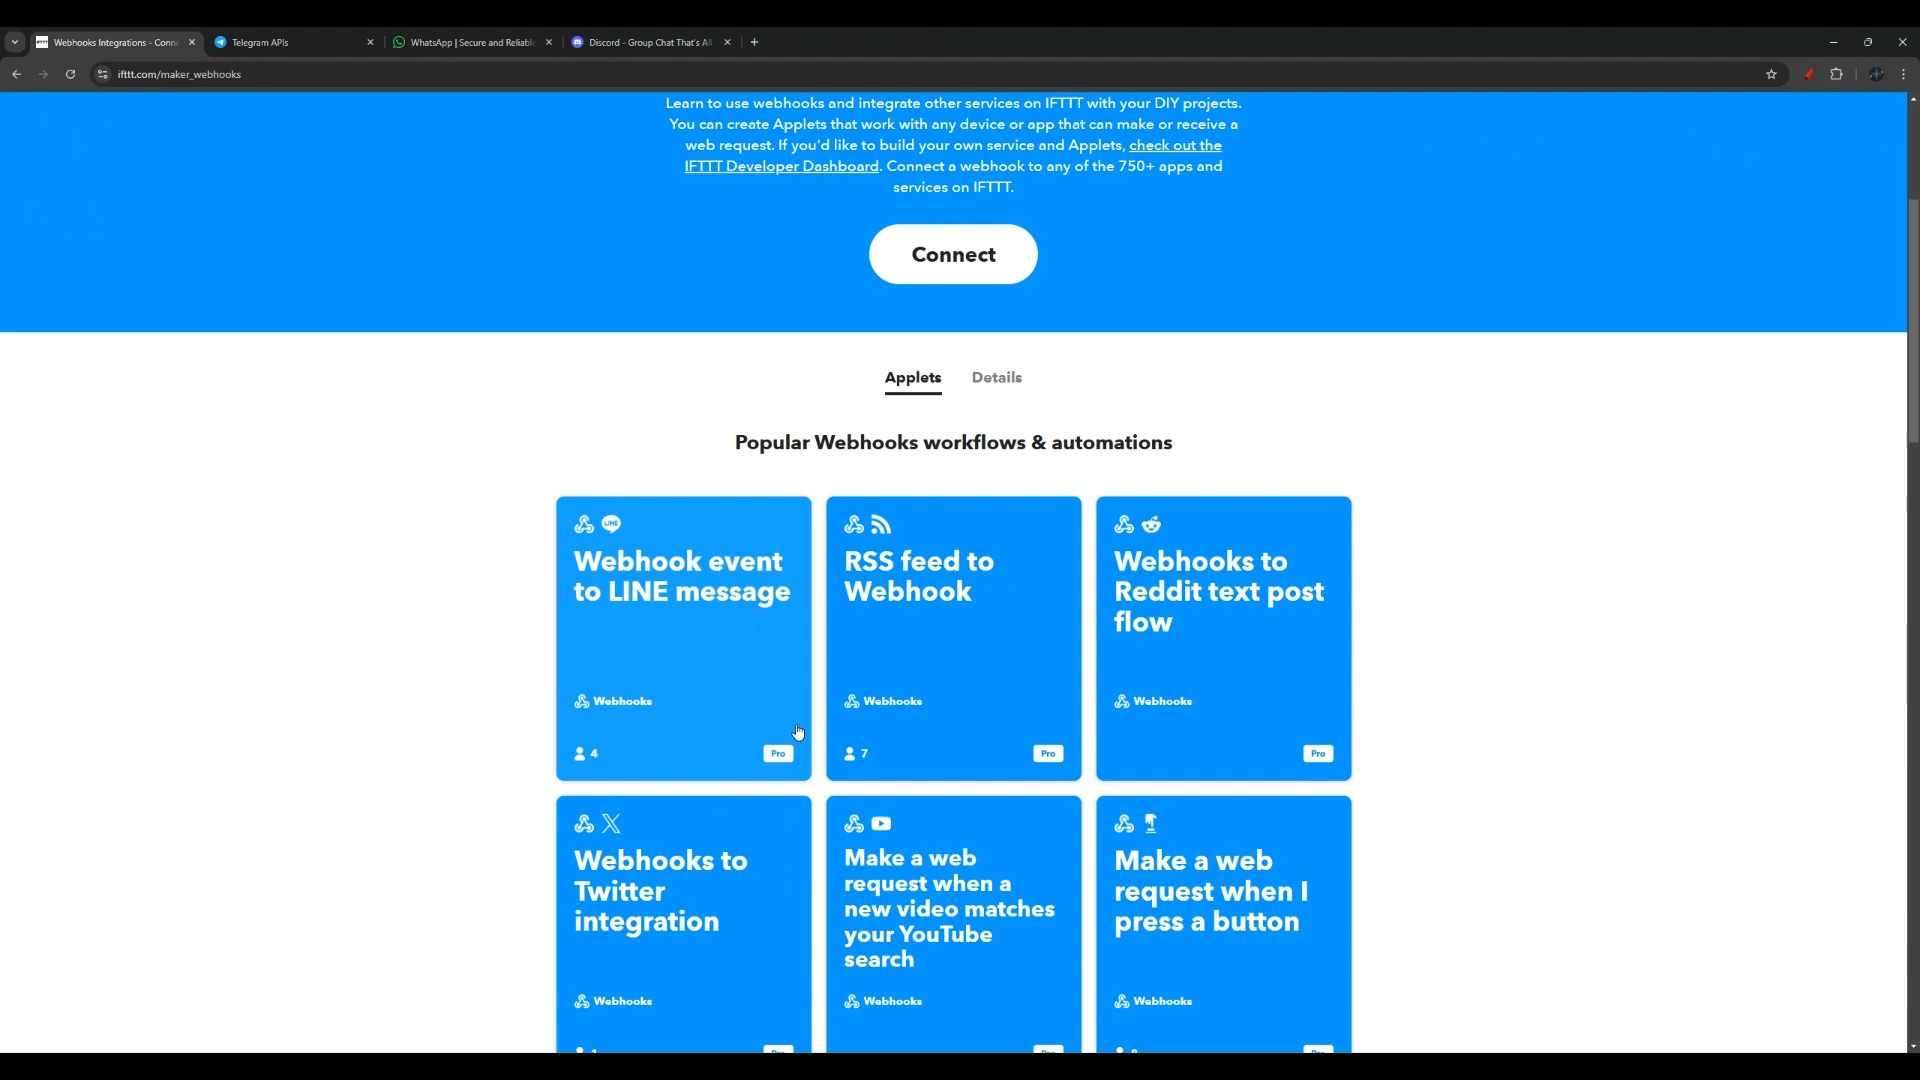 Webhooks Integrations - Conn
Telegram APIs
WhatsApp | Secure and Reliable
Discord - Group Chat That's All
ifttt.com/maker_webhooks
Learn to use webhooks and integrate other services on IFTTT with your DIY projects.
You can create Applets that work with any device or app that can make or receive a
web request. If you'd like to build your own service and Applets, check out the
IFTTT Developer Dashboard. Connect a webhook to any of the 750+ apps and
services on IFTTT.
Connect
Applets
Details
Popular Webhooks workflows & automations
LINE
Webhook event
to LINE message
Webhooks
4
Pro
RSS feed to
Webhook
Webhooks
7
Pro
Webhooks to
Reddit text post
flow
Webhooks
Pro
Webhooks to
Twitter
integration
Webhooks
Make a web
request when a
new video matches
your YouTube
search
Webhooks
Make a web
request when I
press a button
Webhooks